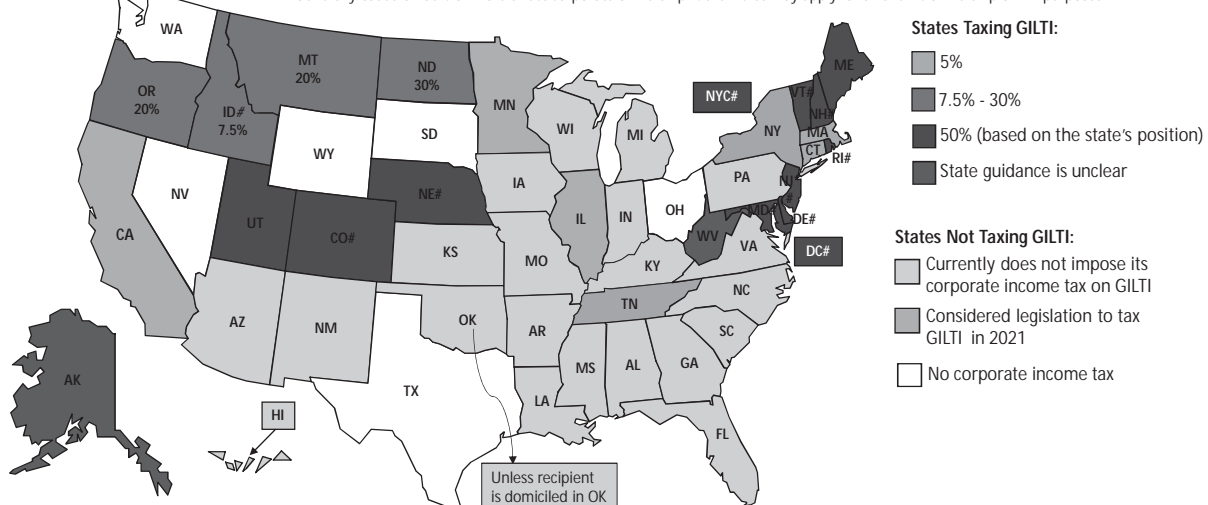 WA
MT
20%
ND
30%
OR
20%
ID#
7.5%
MN
SD
WY
WI
MI
NY
NYC#
VT#
NH#
ME
MA
CT
RI#
NV
IA
NE#
PA
NJ
#
CA
UT
CO#
IL
IN
OH
MD#
DE#
DC#
WV
VA
KS
MO
KY
NC
TN
SC
AZ
NM
OK
AR
MS
AL
GA
LA
TX
FL
AK
HI
Unless recipient
is domiciled in OK
States Taxing GILTI:
5%
7.5% - 30%
50% (based on the state's position)
State guidance is unclear
States Not Taxing GILTI:
Currently does not impose its
corporate income tax on GILTI
Considered legislation to tax
GILTI in 2021
No corporate income tax